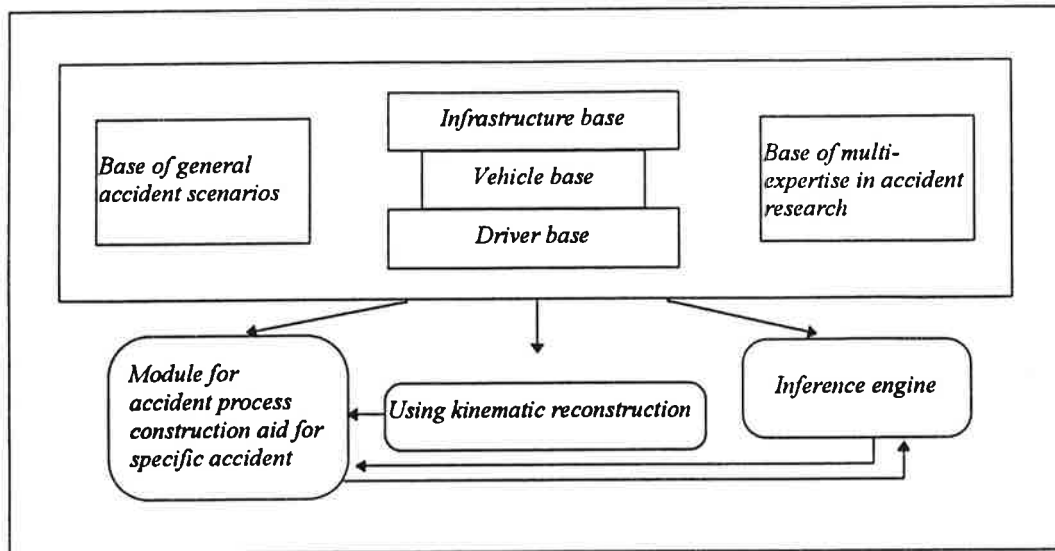 Infrastructure base
Base of general
accident scenarios
Vehicle base
Base of multi-
expertise in accident
research
Driver base
Module for
accident process
construction aid for
specific accident
Using kinematic reconstruction
Inference engine